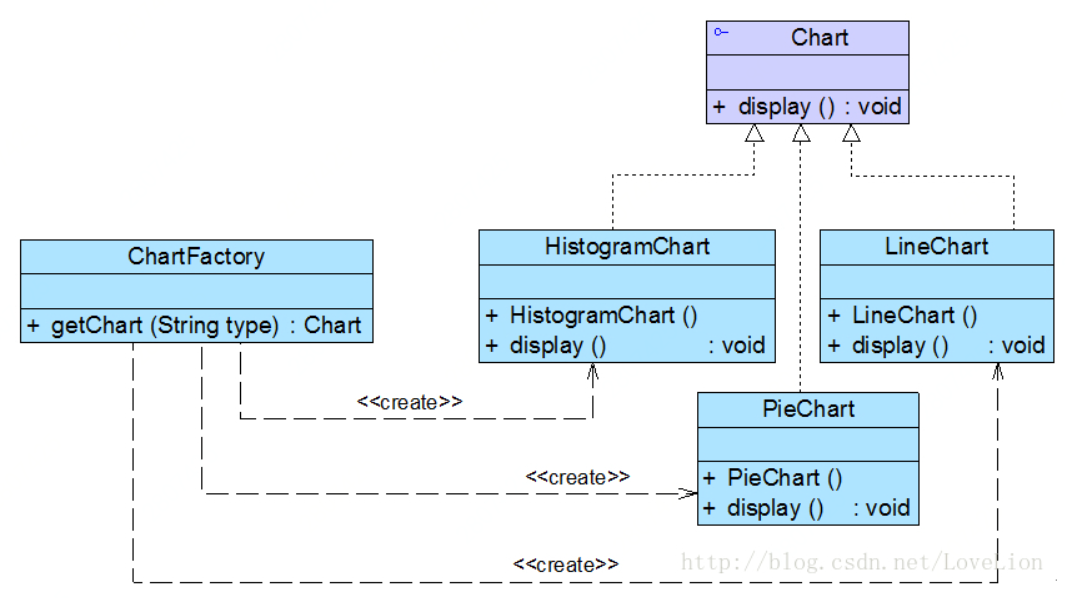 Chart
+ display () : void
ChartFactory
+ getChart (String type) : Chart
HistogramChart
+ HistogramChart ()
+ display () : void
LineChart
+ LineChart ()
+ display () : void
<<create>>
PieChart
+ PieChart ()
+ display () : void
<<create>>
<<create>>
http://blog.csdn.net/LoveLion